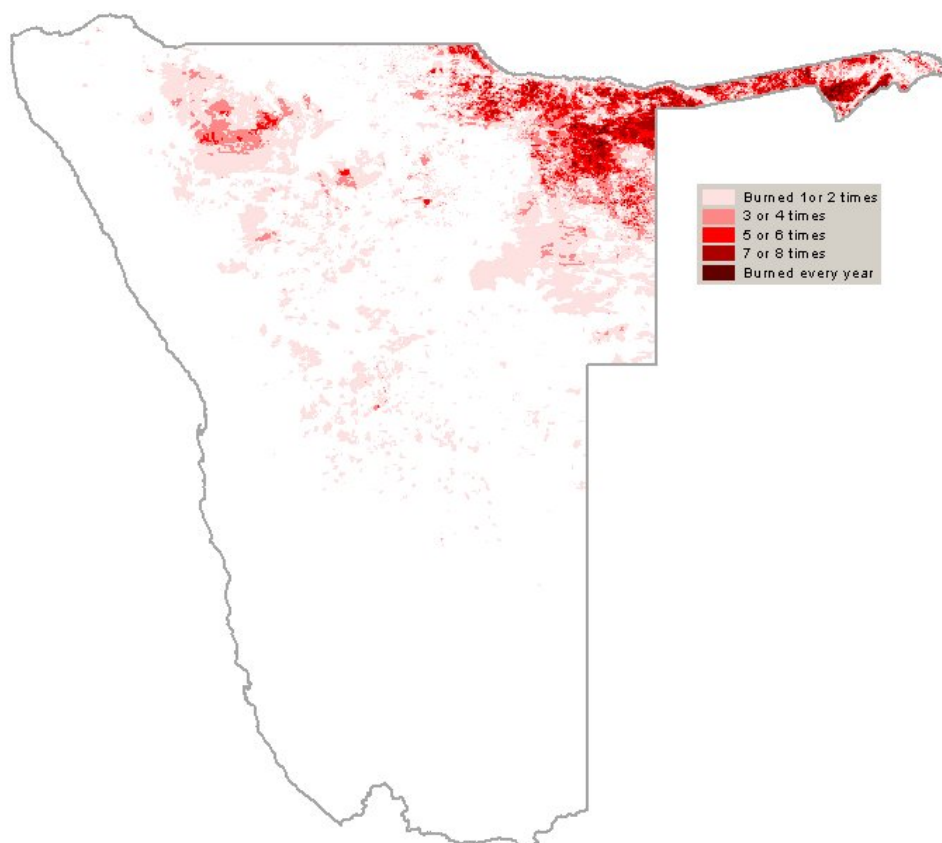 Burned 1or 2 times
3 or 4 times
5 or 6 times
7 or 8 times
Burned every year